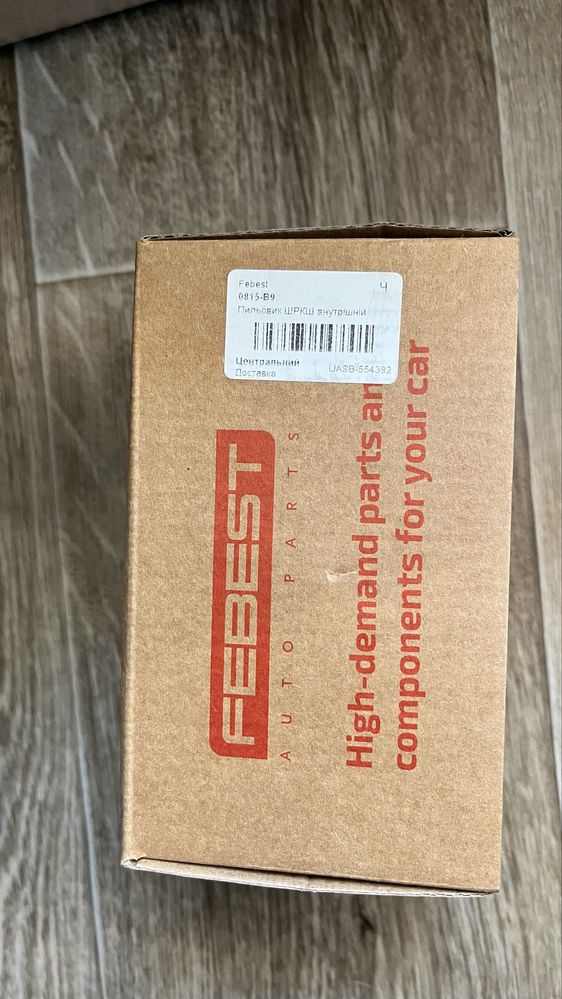 Febest Ч
0815-B9
Пильовик ШРКШ внутрішній
Центральний
Доставка UASB-554392
FEBEST
AUTO PARTS
High-demand parts an
components for your car